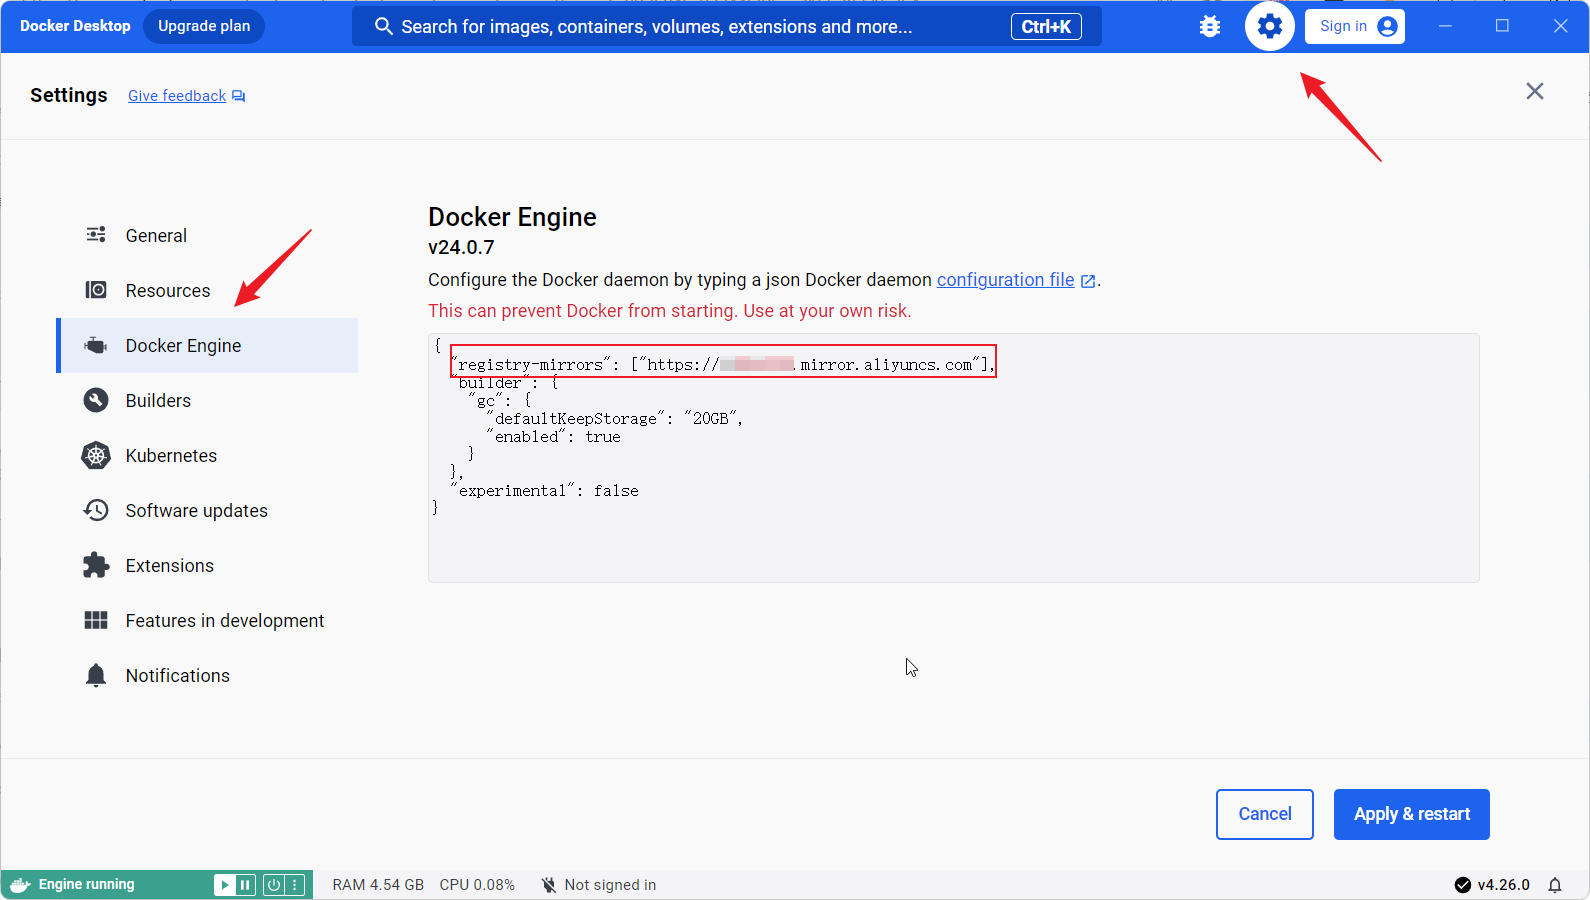 Docker Desktop Upgrade plan Search for images, containers, volumes, extensions and more... Ctrl+K Sign in
Settings Give feedback
General
Resources
Docker Engine
Builders
Kubernetes
Software updates
Extensions
Features in development
Notifications
Docker Engine
v24.0.7
Configure the Docker daemon by typing a json Docker daemon configuration file.
This can prevent Docker from starting. Use at your own risk.
{
"registry-mirrors": ["https://.mirror.aliyuncs.com"],
"builder": {
"gc": {
"defaultKeepStorage": "20GB",
"enabled": true
}
},
"experimental": false
}
Cancel Apply & restart
Engine running RAM 4.54 GB CPU 0.08% Not signed in v4.26.0